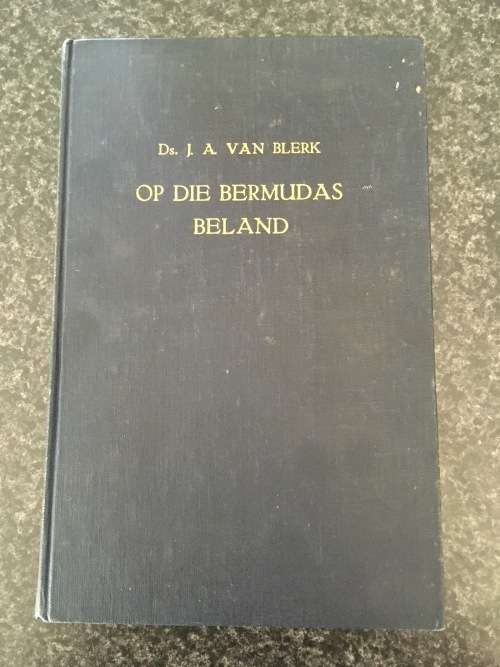 Ds. J. A. VAN BLERK
OP DIE BERMUDAS
BELAND